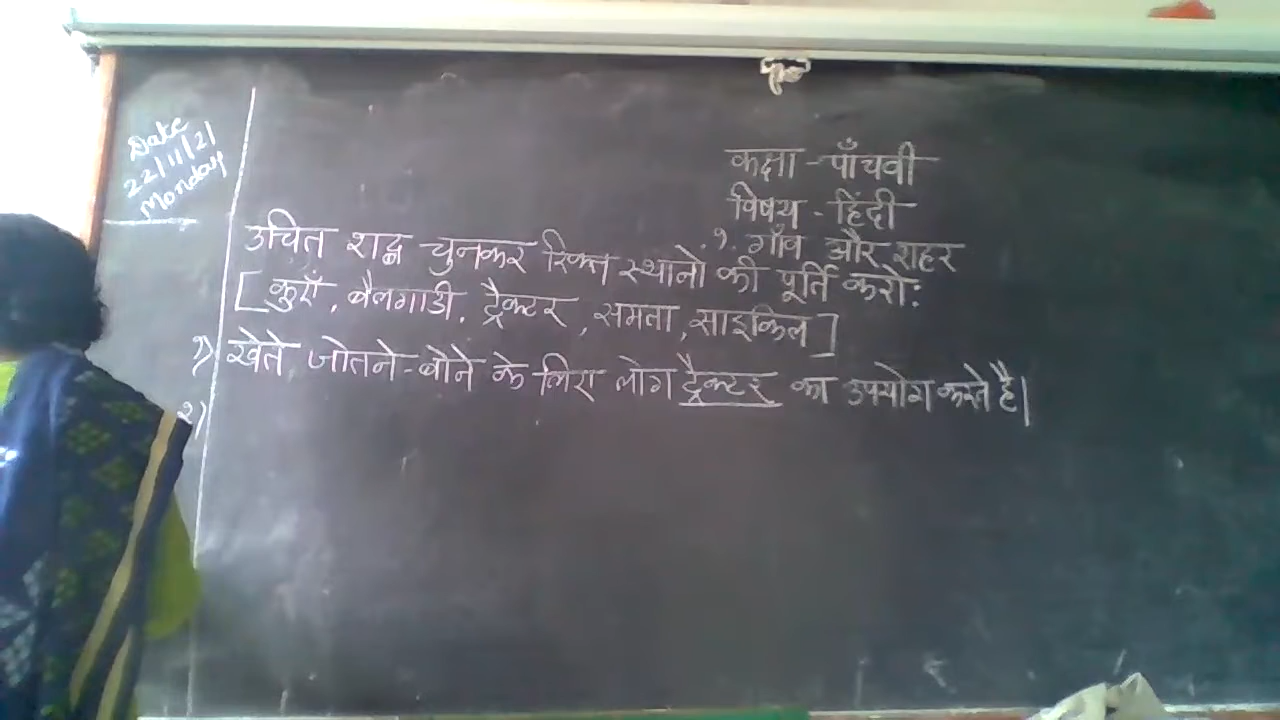 Date
22/11/21
Monday
कक्षा - पाँचवी
विषय - हिंदी
१. गाँव और शहर
उचित शद्ब चुनकर रिक्त स्थानों की पूर्ति करो:
[ कुएँ, बैलगाडी, ट्रैक्टर, समता, साइकिल ]
१) खेते जोतने-बोने के लिए लोग ट्रैक्टर का उपयोग करते है।
२)